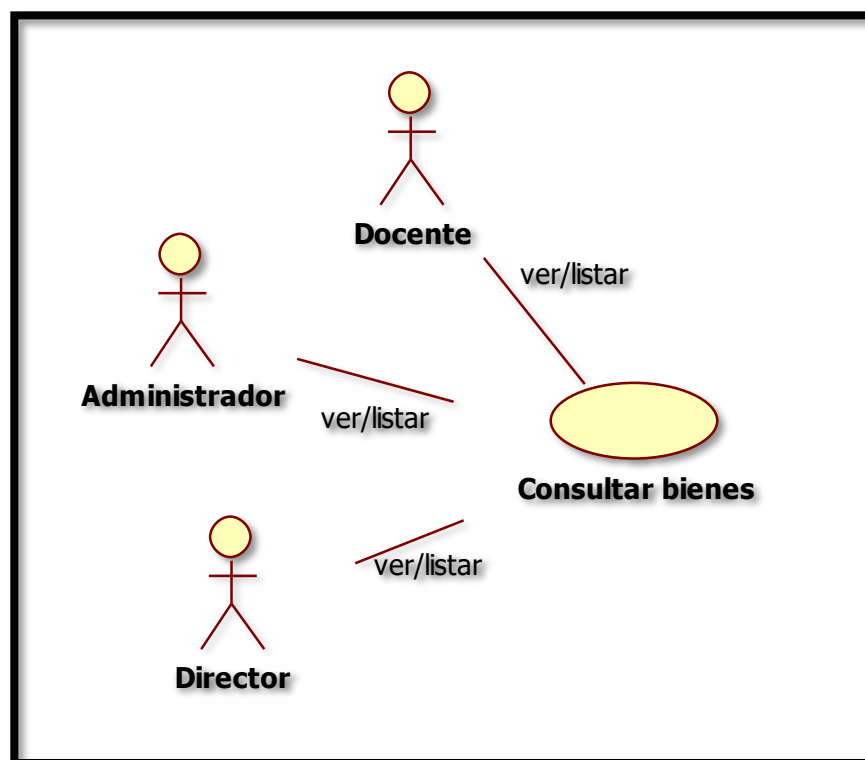 Docente
ver/listar
Administrador
ver/listar
Consultar bienes
ver/listar
Director